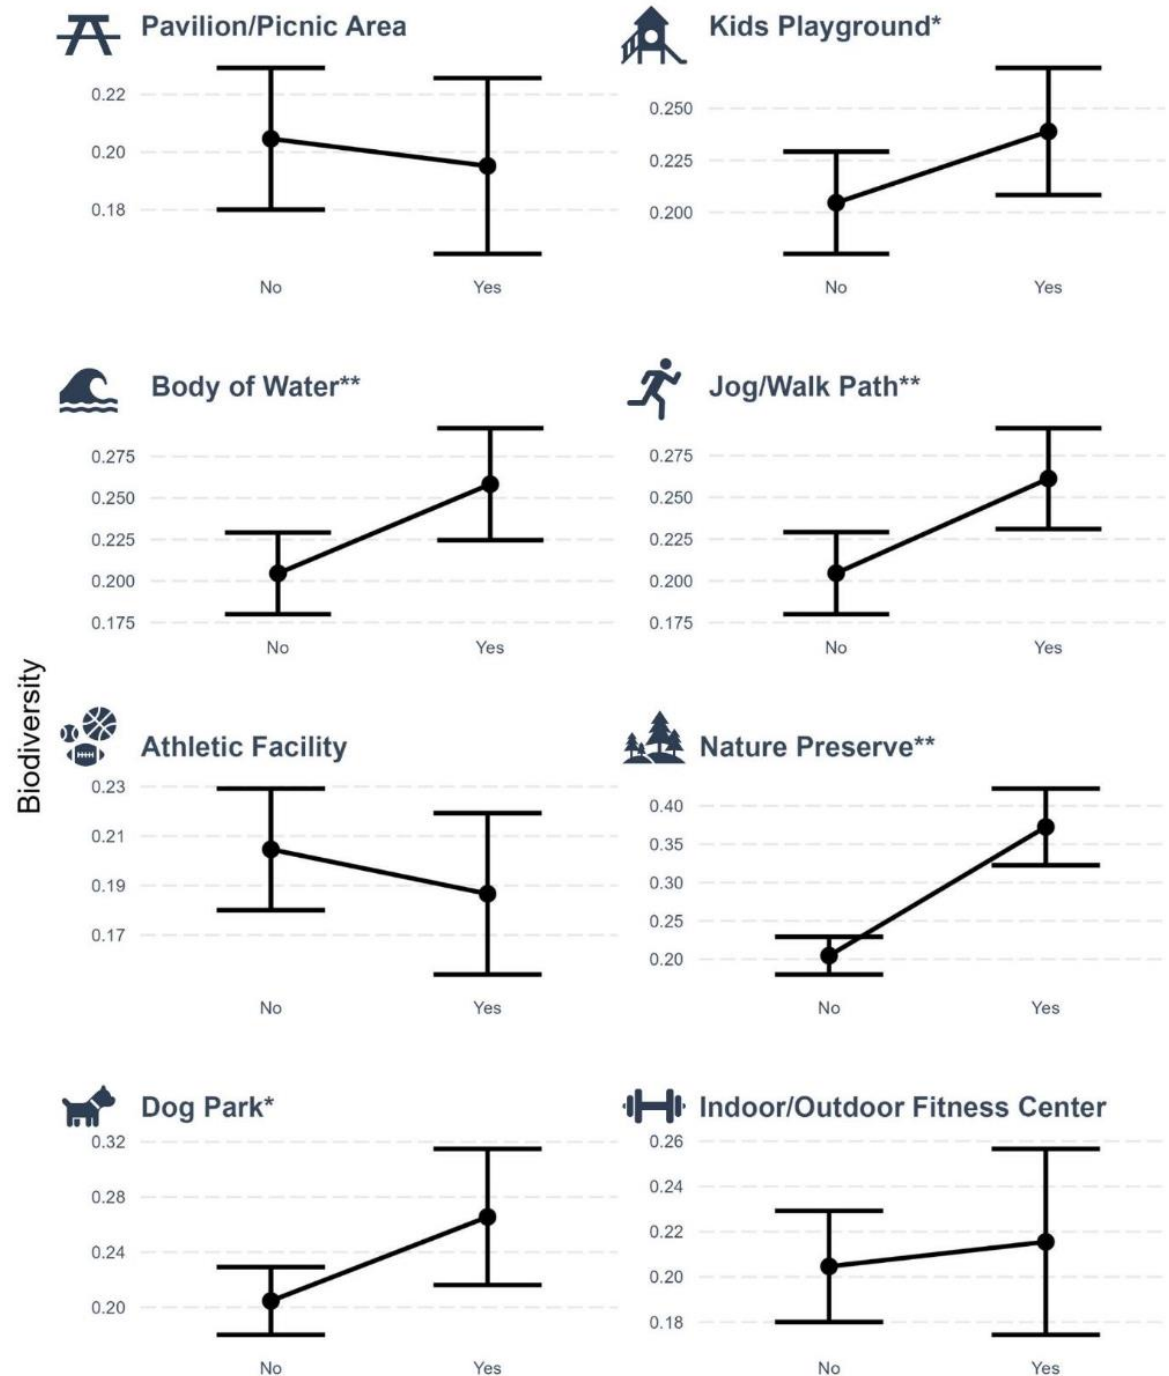 Pavilion/Picnic Area
0.22
0.20
0.18
No Yes
Kids Playground*
0.250
0.225
0.200
No Yes
Body of Water**
0.275
0.250
0.225
0.200
0.175
No Yes
Jog/Walk Path**
0.275
0.250
0.225
0.200
0.175
No Yes
Biodiversity
Athletic Facility
0.23
0.21
0.19
0.17
No Yes
Nature Preserve**
0.40
0.35
0.30
0.25
0.20
No Yes
Dog Park*
0.32
0.28
0.24
0.20
No Yes
Indoor/Outdoor Fitness Center
0.26
0.24
0.22
0.20
0.18
No Yes